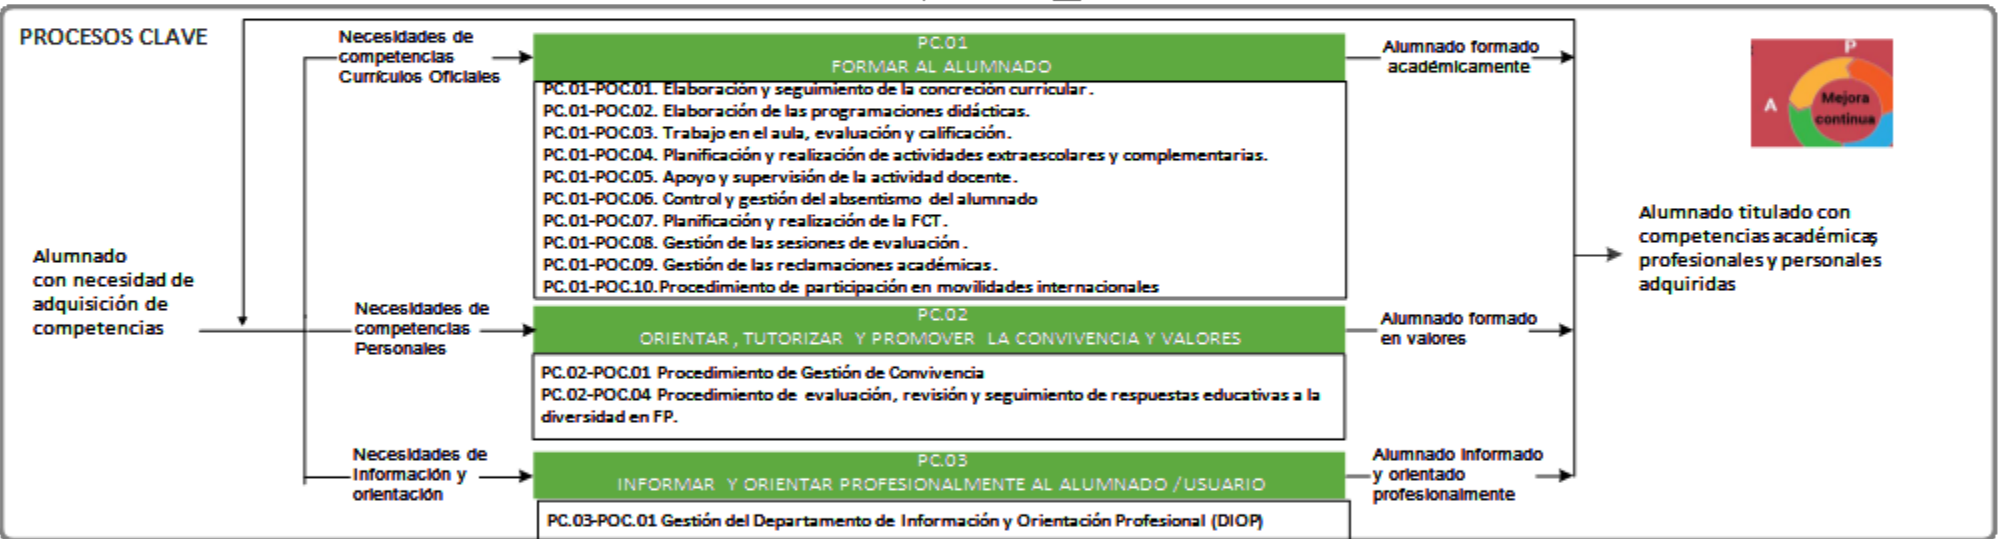 PROCESOS CLAVE
Necesidades de
competencias
Currículos Oficiales
PC.01
FORMAR AL ALUMNADO
PC.01-POC.01. Elaboración y seguimiento de la concreción curricular.
PC.01-POC.02. Elaboración de las programaciones didácticas.
PC.01-POC.03. Trabajo en el aula, evaluación y calificación.
PC.01-POC.04. Planificación y realización de actividades extraescolares y complementarias.
PC.01-POC.05. Apoyo y supervisión de la actividad docente.
PC.01-POC.06. Control y gestión del absentismo del alumnado
PC.01-POC.07. Planificación y realización de la FCT.
PC.01-POC.08. Gestión de las sesiones de evaluación.
PC.01-POC.09. Gestión de las reclamaciones académicas.
PC.01-POC.10. Procedimiento de participación en movilidades internacionales
Alumnado formado
académicamente
P
A
Mejora
continua
Alumnado
con necesidad de
adquisición de
competencias
Necesidades de
competencias
Personales
PC.02
ORIENTAR, TUTORIZAR Y PROMOVER LA CONVIVENCIA Y VALORES
PC.02-POC.01 Procedimiento de Gestión de Convivencia
PC.02-POC.04 Procedimiento de evaluación, revisión y seguimiento de respuestas educativas a la
diversidad en FP.
Alumnado formado
en valores
Alumnado titulado con
competencias académicas,
profesionales y personales
adquiridas
Necesidades de
Información y
orientación
PC.03
INFORMAR Y ORIENTAR PROFESIONALMENTE AL ALUMNADO /USUARIO
PC.03-POC.01 Gestión del Departamento de Información y Orientación Profesional (DIOP)
Alumnado Informado
y orientado
profesionalmente